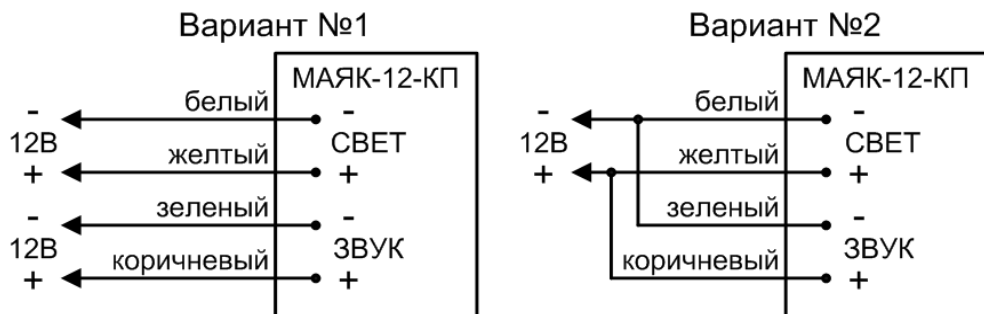 Вариант №1
МАЯК-12-КП
- белый -
12В СВЕТ
+ желтый +
- зеленый -
12В ЗВУК
+ коричневый +
Вариант №2
МАЯК-12-КП
- белый -
12В СВЕТ
+ желтый +
зеленый -
ЗВУК
коричневый +